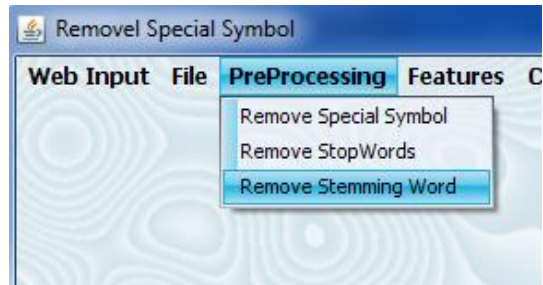 Removel Special Symbol
Web Input File PreProcessing Features C
Remove Special Symbol
Remove StopWords
Remove Stemming Word